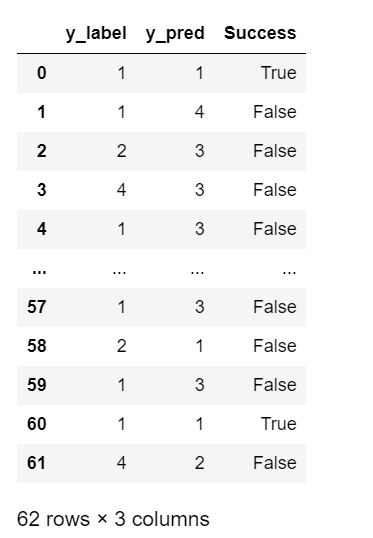 y_label y_pred Success
0 1 1 True
1 1 4 False
2 2 3 False
3 4 3 False
4 1 3 False
... ... ... ...
57 1 3 False
58 2 1 False
59 1 3 False
60 1 1 True
61 4 2 False
62 rows × 3 columns